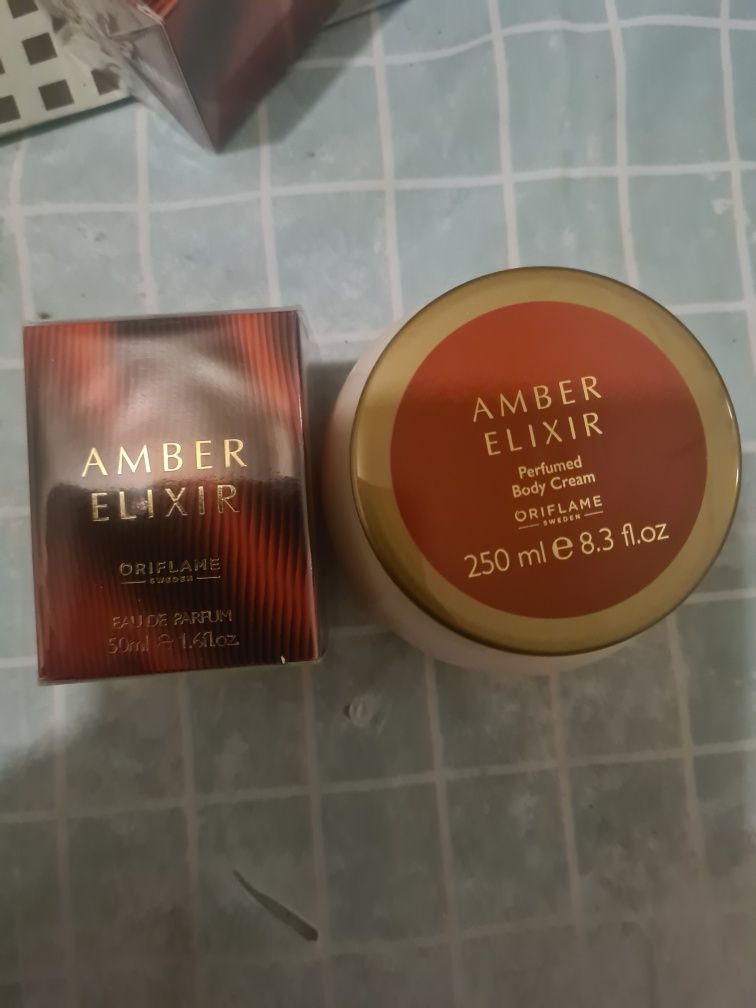 AMBER
ELIXIR
ORIFLAME
SWEDEN
EAU DE PARFUM
50ml e 1.6fl.oz
AMBER
ELIXIR
Perfumed
Body Cream
ORIFLAME
SWEDEN
250 ml e 8.3 fl.oz